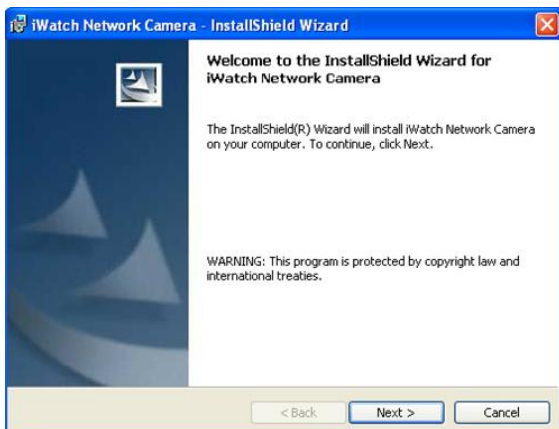 iWatch Network Camera - InstallShield Wizard
Welcome to the InstallShield Wizard for
iWatch Network Camera
The InstallShield(R) Wizard will install iWatch Network Camera
on your computer. To continue, click Next.
WARNING: This program is protected by copyright law and
international treaties.
< Back
Next >
Cancel